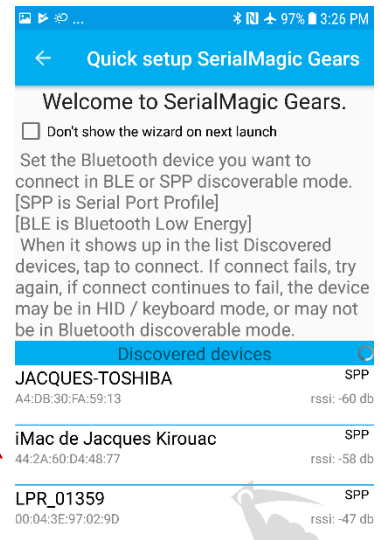 ... 97% 3:26 PM
Quick setup SerialMagic Gears
Welcome to SerialMagic Gears.
Don't show the wizard on next launch
Set the Bluetooth device you want to
connect in BLE or SPP discoverable mode.
[SPP is Serial Port Profile]
[BLE is Bluetooth Low Energy]
When it shows up in the list Discovered
devices, tap to connect. If connect fails, try
again, if connect continues to fail, the device
may be in HID / keyboard mode, or may not
be in Bluetooth discoverable mode.
Discovered devices
JACQUES-TOSHIBA SPP
A4:DB:30:FA:59:13 rssi: -60 db
iMac de Jacques Kirouac SPP
44:2A:60:D4:48:77 rssi: -58 db
LPR_01359 SPP
00:04:3E:97:02:9D rssi: -47 db